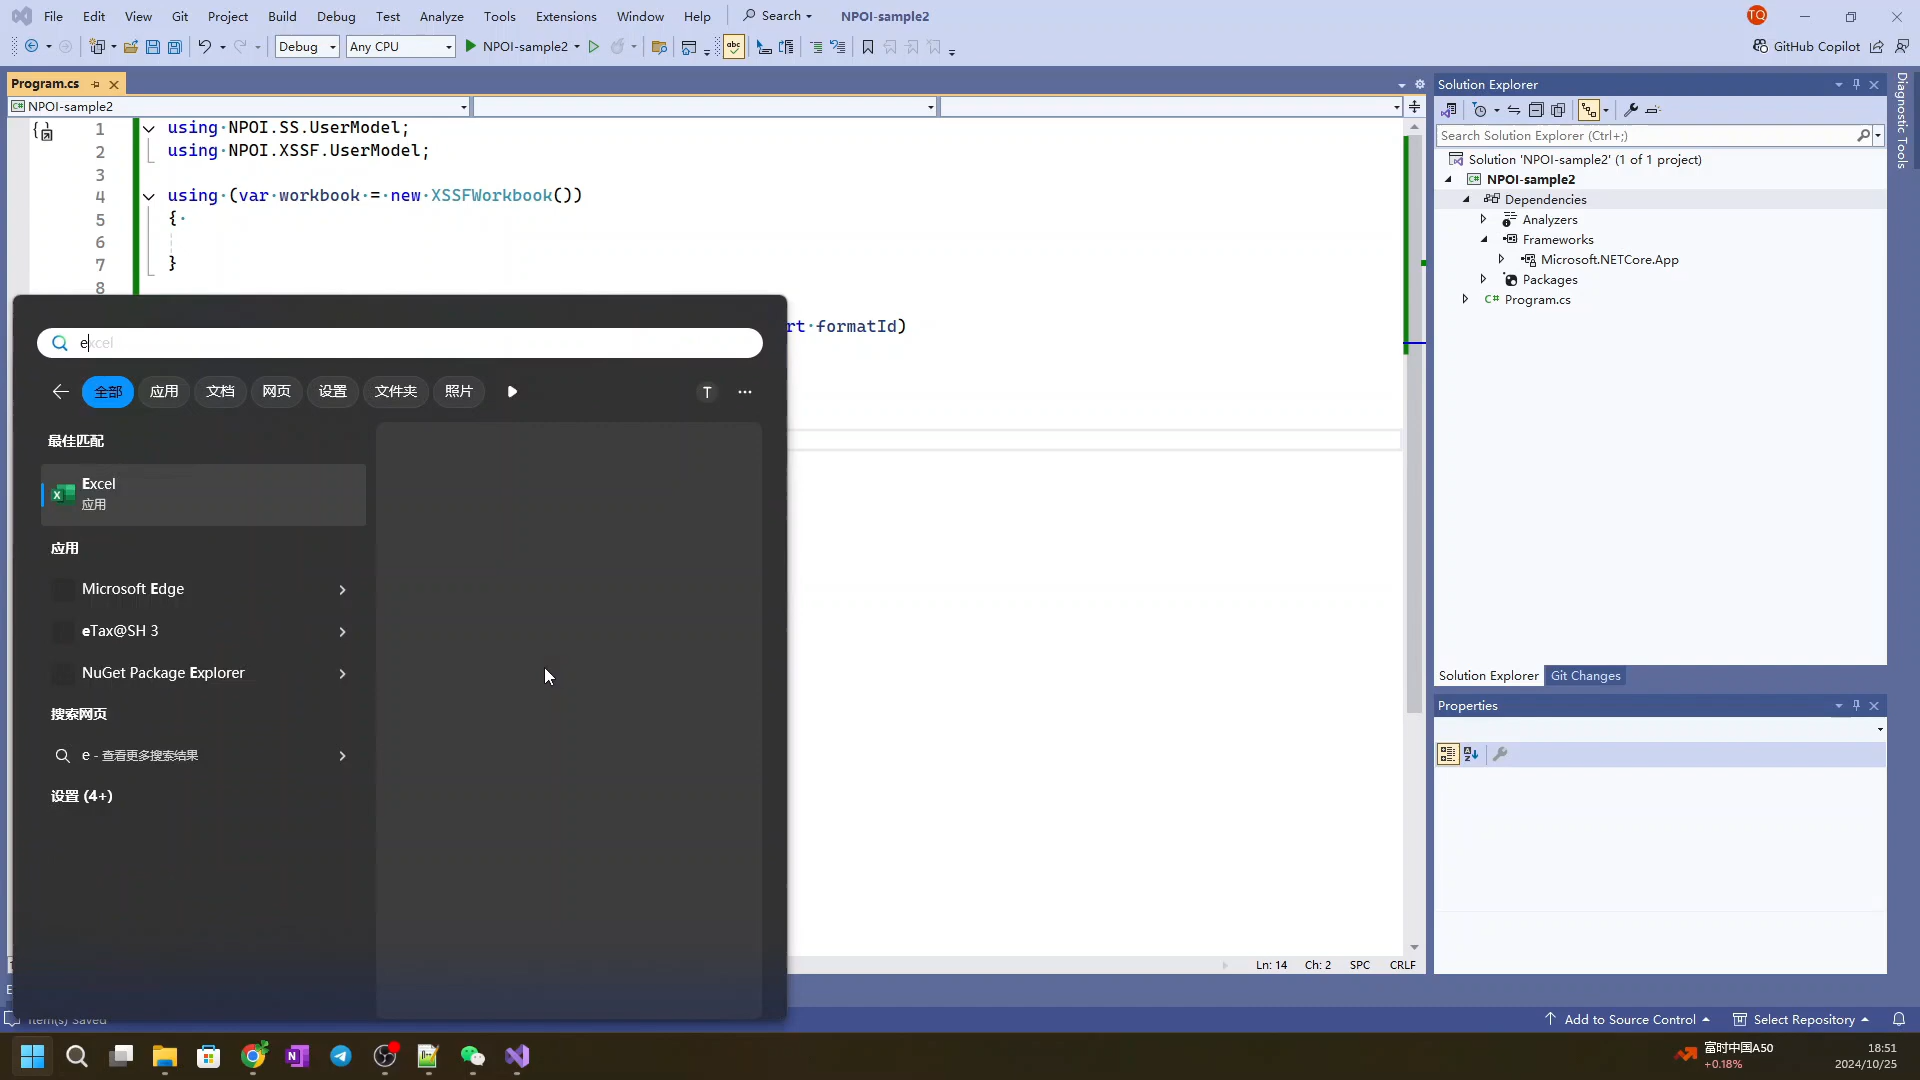 File Edit View Git Project Build Debug Test Analyze Tools Extensions Window Help Search NPOI-sample2 TQ
Debug Any CPU NPOI-sample2 abc GitHub Copilot
Program.cs
NPOI-sample2
1 using NPOI.SS.UserModel;
2 using NPOI.XSSF.UserModel;
3
4 using (var workbook = new XSSFWorkbook())
5 {
6
7 }
8
rt formatId)
excel
全部 应用 文档 网页 设置 文件夹 照片 T
最佳匹配
Excel
应用
应用
Microsoft Edge
eTax@SH 3
NuGet Package Explorer
搜索网页
e - 查看更多搜索结果
设置 (4+)
Ln: 14 Ch: 2 SPC CRLF
Solution Explorer
Search Solution Explorer (Ctrl+;)
Solution 'NPOI-sample2' (1 of 1 project)
NPOI-sample2
Dependencies
Analyzers
Frameworks
Microsoft.NETCore.App
Packages
C# Program.cs
Solution Explorer Git Changes
Properties
Diagnostic Tools
Item(s) Saved
Add to Source Control Select Repository
富时中国A50
+0.18%
18:51
2024/10/25